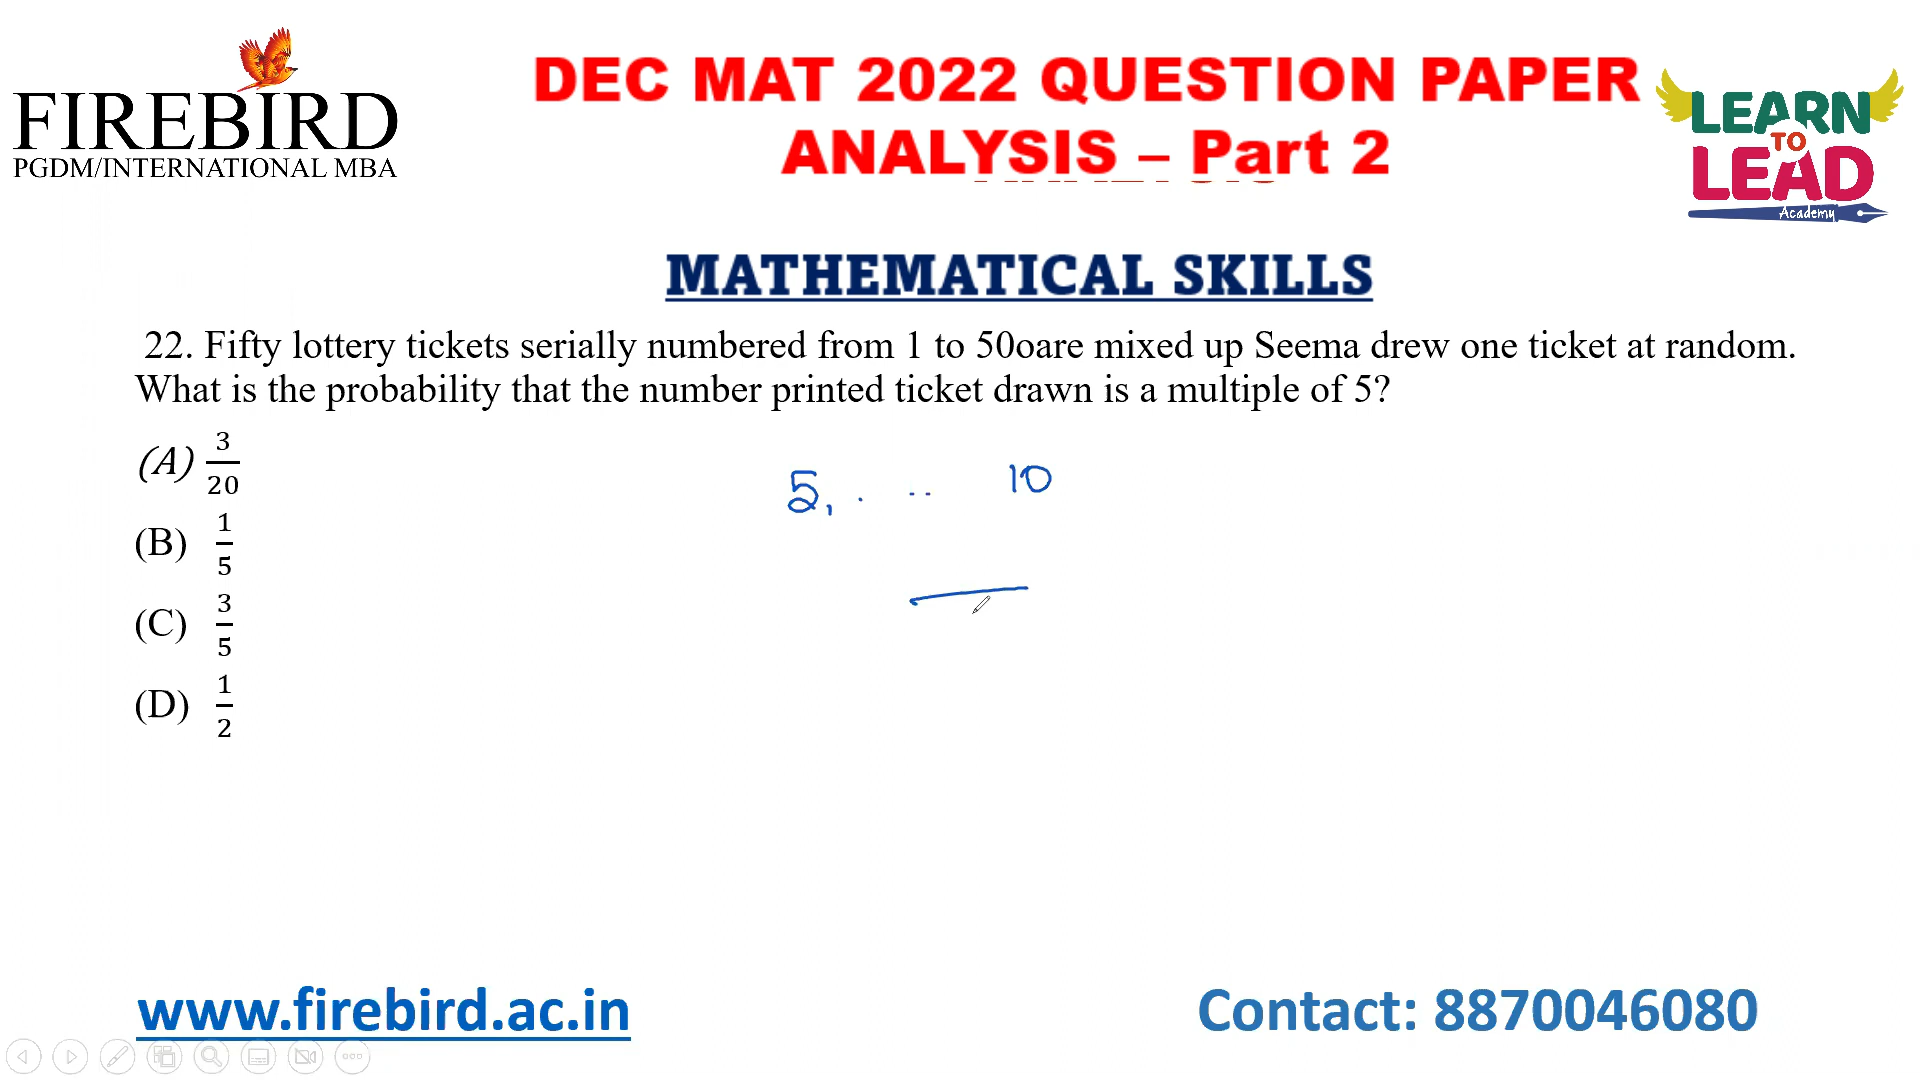 FIREBIRD
PGDM/INTERNATIONAL MBA
DEC MAT 2022 QUESTION PAPER
ANALYSIS – Part 2
LEARN
TO
LEAD
Academy
MATHEMATICAL SKILLS
22. Fifty lottery tickets serially numbered from 1 to 50oare mixed up Seema drew one ticket at random.
What is the probability that the number printed ticket drawn is a multiple of 5?
(A) 3/20
(B) 1/5
(C) 3/5
(D) 1/2
5, . .. 10
www.firebird.ac.in
Contact: 8870046080